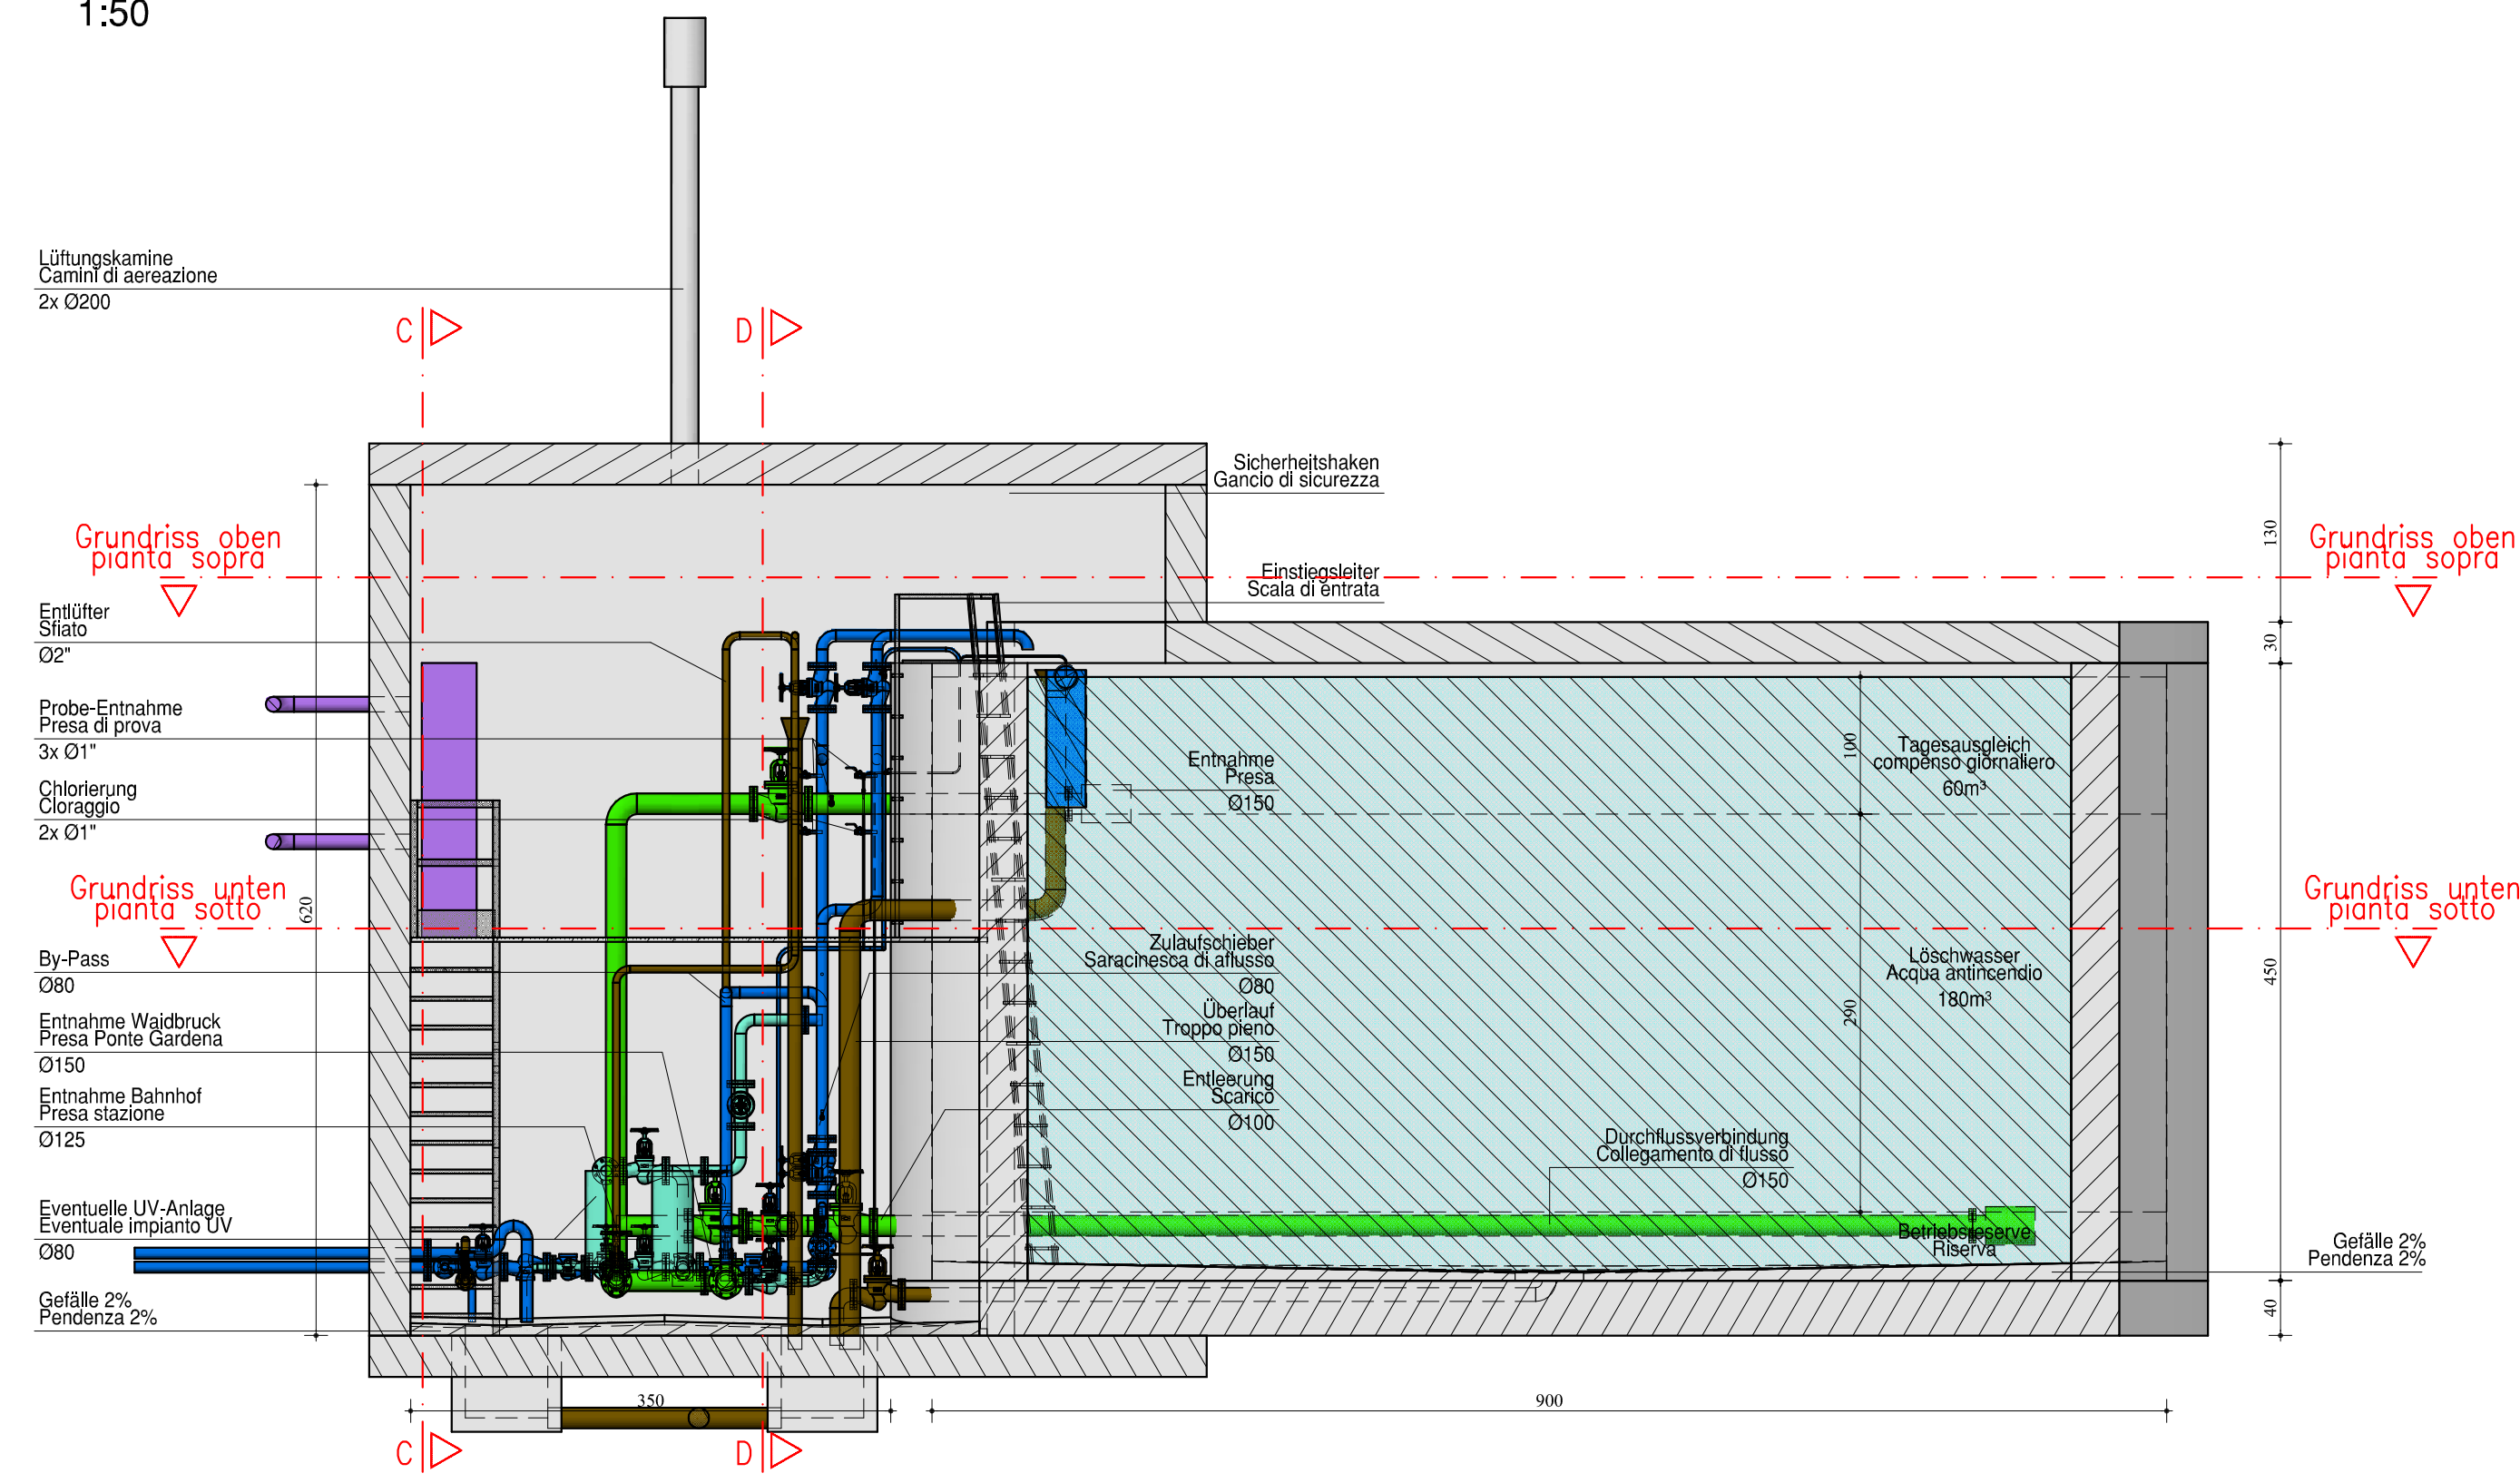 1:50
Lüftungskamine
Camini di aereazione
2x Ø200
C
D
Sicherheitshaken
Gancio di sicurezza
130
Grundriss oben
pianta sopra
Grundriss oben
pianta sopra
Einstiegsleiter
Scala di entrata
Entlüfter
Sfiato
Ø2"
30
Probe-Entnahme
Presa di prova
3x Ø1"
Entnahme
Presa
Ø150
100
Tagesausgleich
compenso giornaliero
60m³
Chlorierung
Cloraggio
2x Ø1"
Grundriss unten
pianta sotto
620
Grundriss unten
pianta sotto
By-Pass
Ø80
Zulaufschieber
Saracinesca di aflusso
Ø80
Löschwasser
Acqua antincendio
180m³
450
290
Entnahme Waidbruck
Presa Ponte Gardena
Ø150
Überlauf
Troppo pieno
Ø150
Entnahme Bahnhof
Presa stazione
Ø125
Entleerung
Scarico
Ø100
Durchflussverbindung
Collegamento di flusso
Ø150
Eventuelle UV-Anlage
Eventuale impianto UV
Ø80
Betriebsreserve
Riserva
Gefälle 2%
Pendenza 2%
Gefälle 2%
Pendenza 2%
40
350
900
C
D